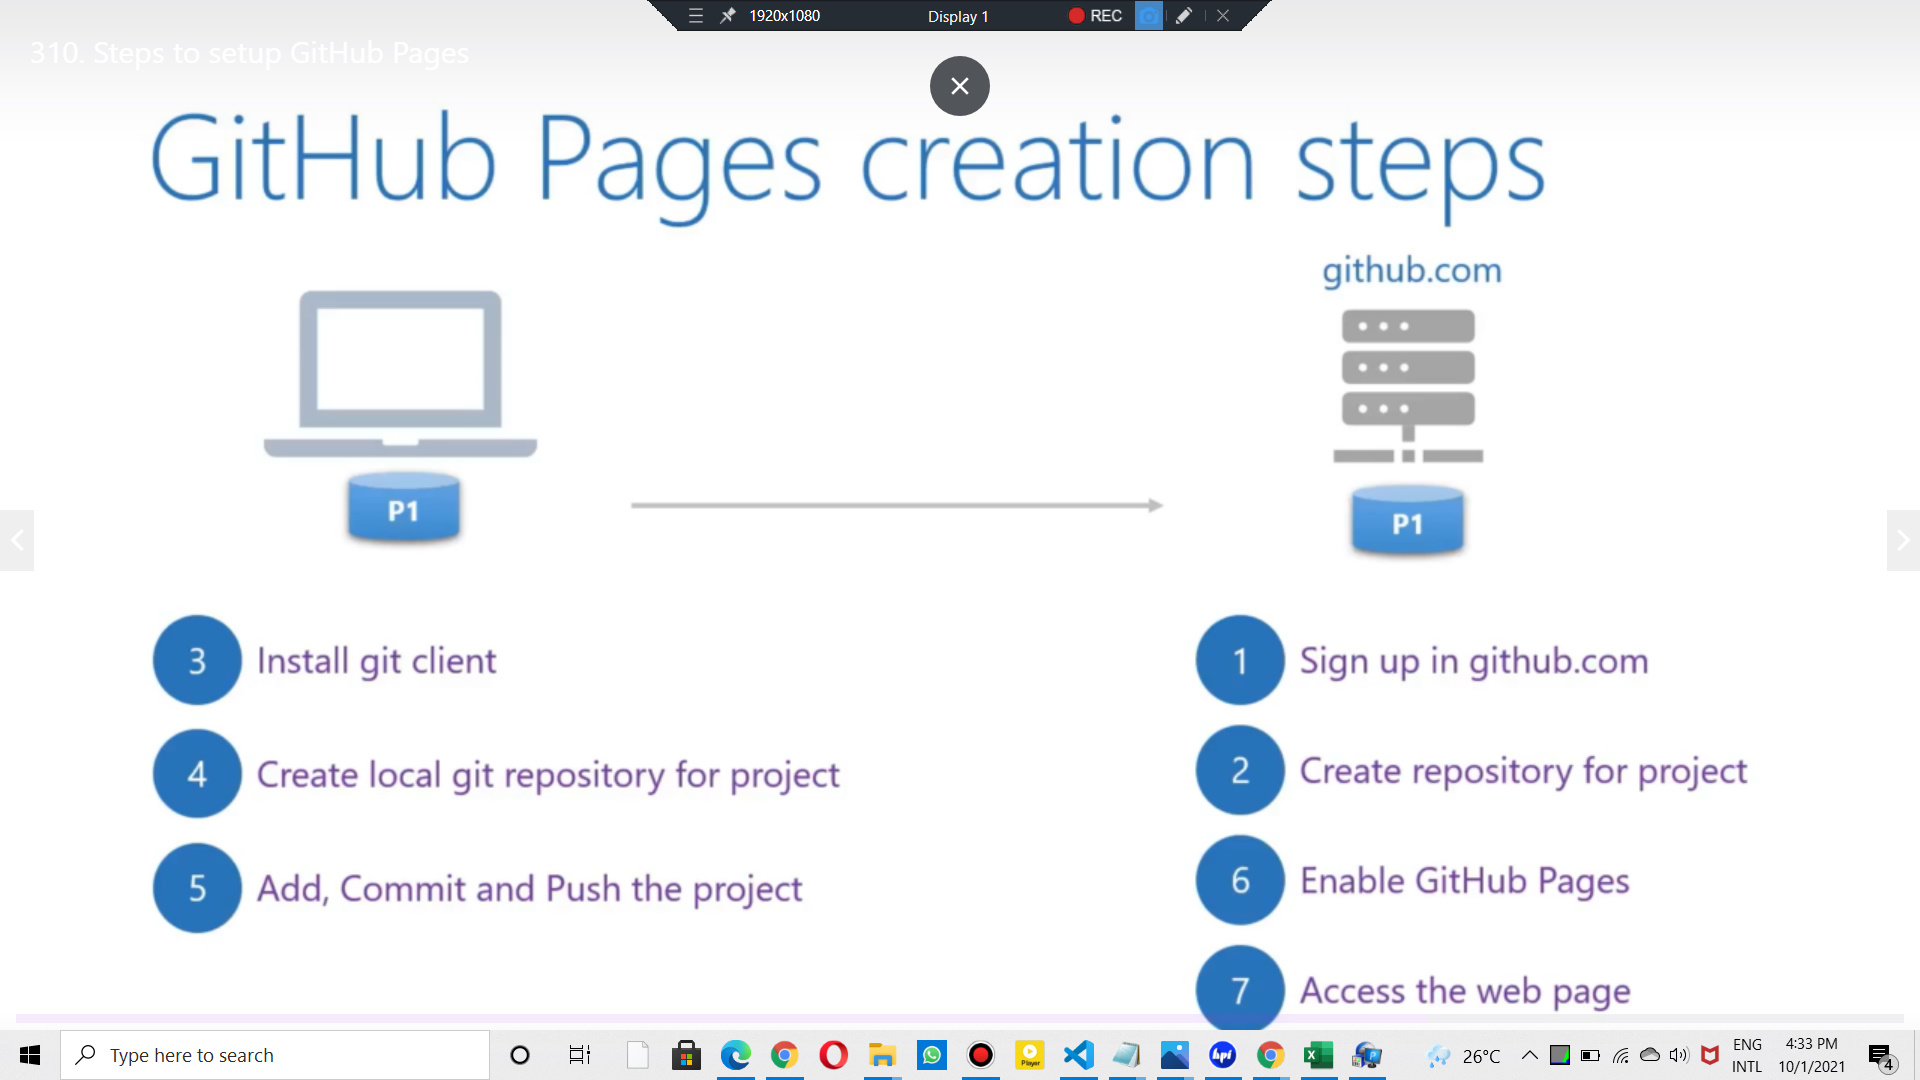 1920x1080
Display 1
REC
310. Steps to setup GitHub Pages
GitHub Pages creation steps
github.com
P1
P1
3 Install git client
4 Create local git repository for project
5 Add, Commit and Push the project
1 Sign up in github.com
2 Create repository for project
6 Enable GitHub Pages
7 Access the web page
Type here to search
Player
hpj
26°C
ENG
INTL
4:33 PM
10/1/2021
4